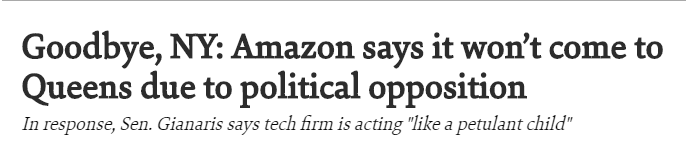 Goodbye, NY: Amazon says it won’t come to
Queens due to political opposition
In response, Sen. Gianaris says tech firm is acting "like a petulant child"